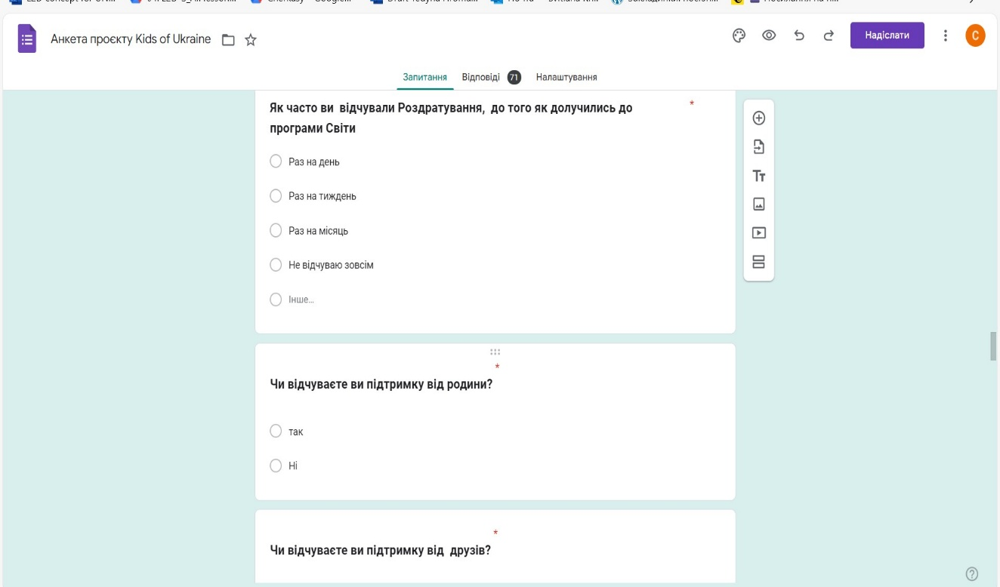 Анкета проєкту Kids of Ukraine
Надіслати
C
Запитання Відповіді 71 Налаштування
Як часто ви відчували Роздратування, до того як долучились до *
програми Світи
Раз на день
Раз на тиждень
Раз на місяць
Не відчуваю зовсім
Інше...
*
Чи відчуваєте ви підтримку від родини?
так
Ні
*
Чи відчуваєте ви підтримку від друзів?